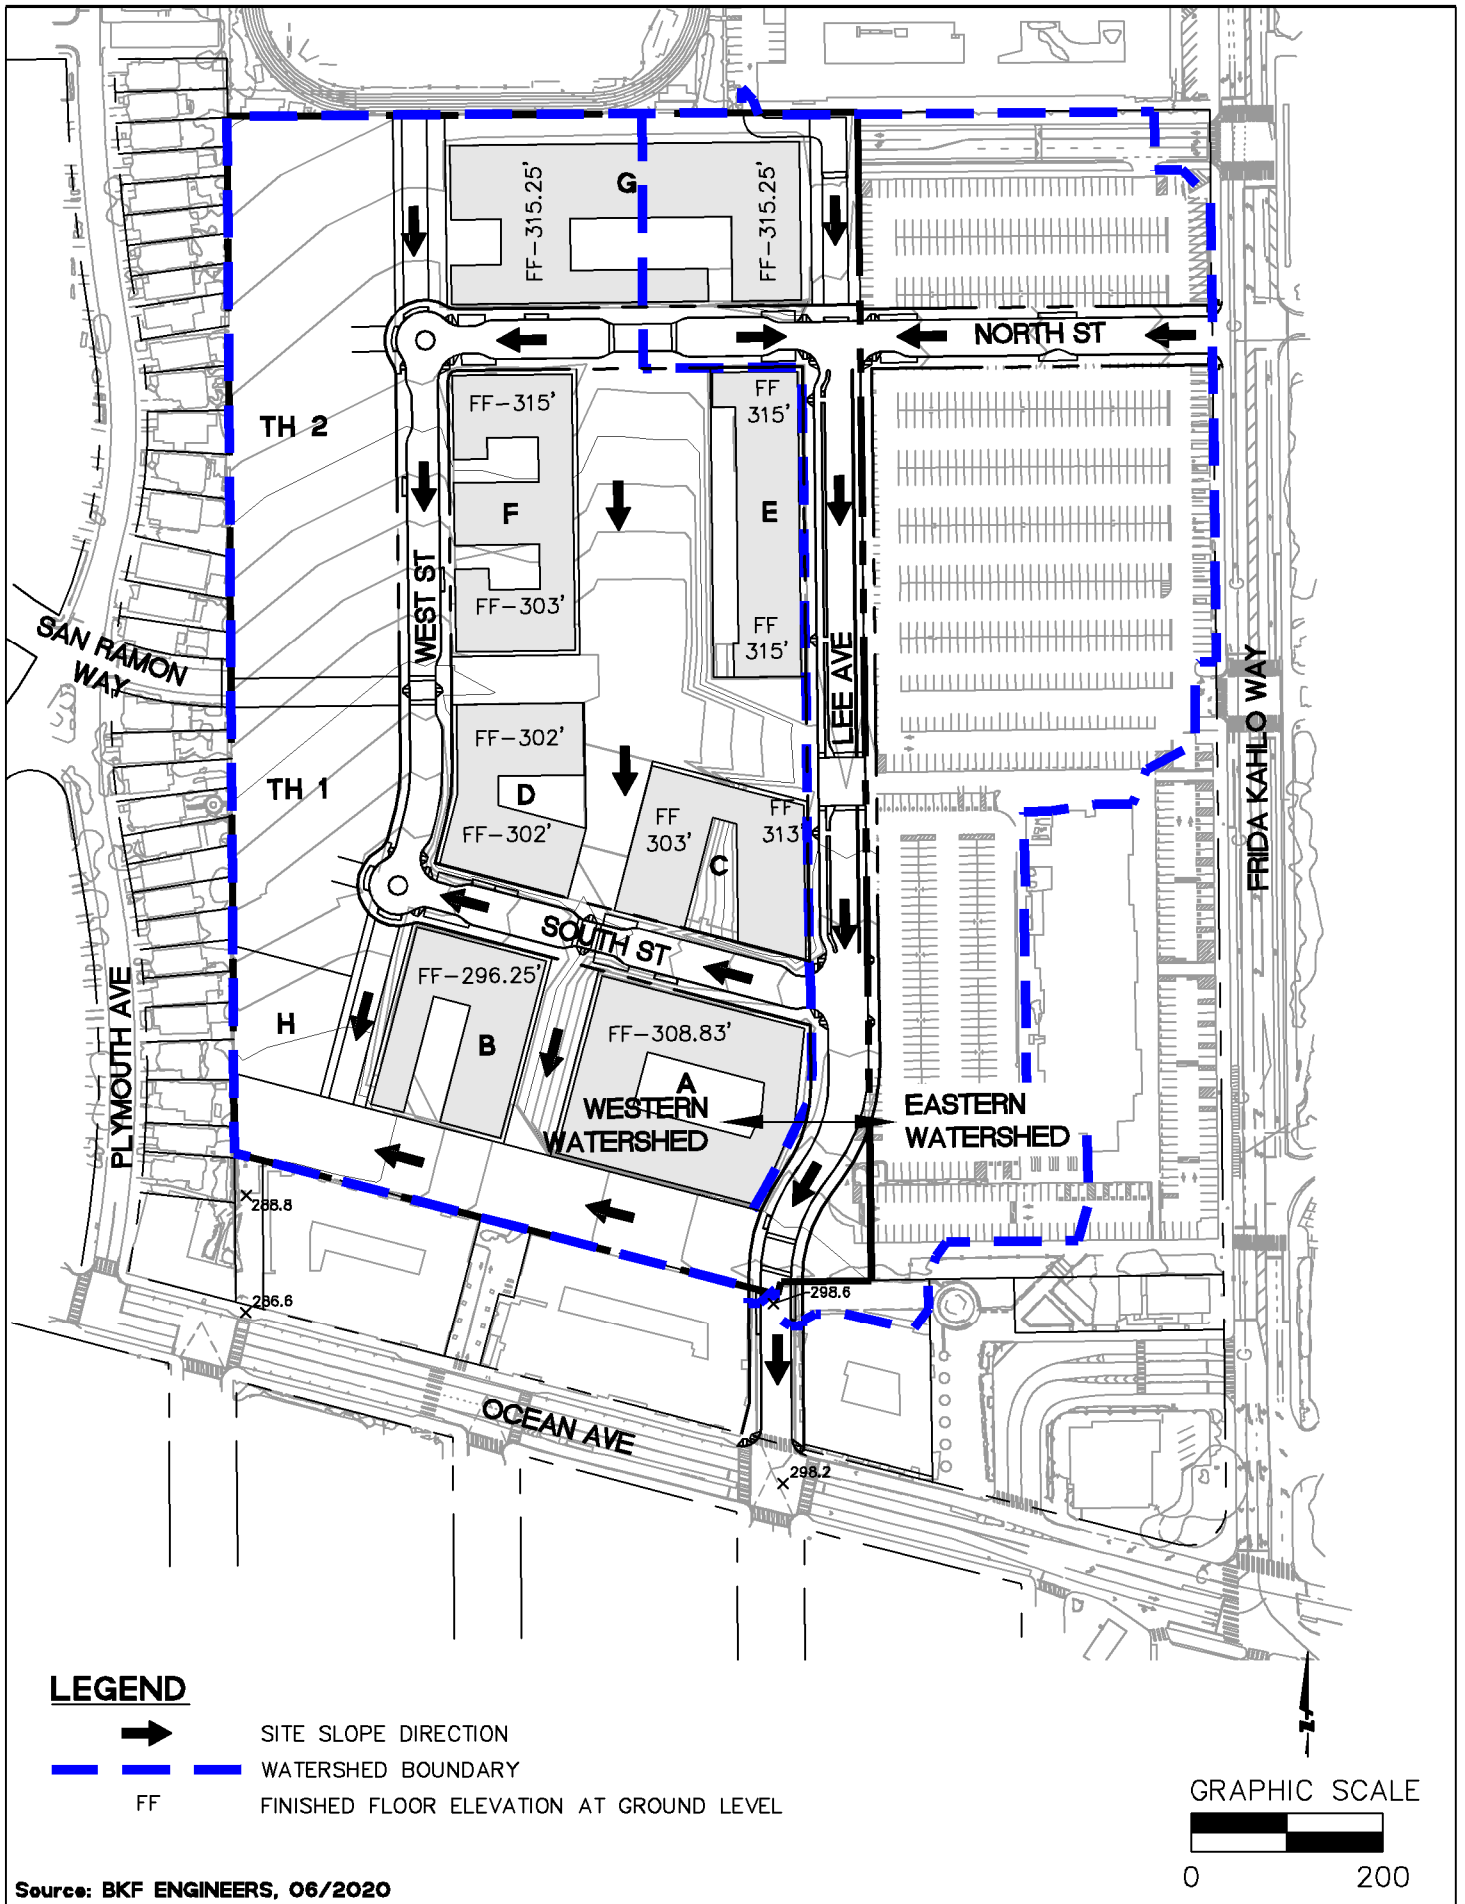 G
FF-315.25'
FF-315.25'
NORTH ST
FF-315'
FF
315'
TH 2
F
E
WEST ST
FF-303'
FF
315'
SAN RAMON
WAY
LEE AVE
FRIDA KAHLO WAY
FF-302'
TH 1
D
FF-302'
FF
303'
FF
313'
C
SOUTH ST
FF-296.25'
PLYMOUTH AVE
H
B
FF-308.83'
A
WESTERN
WATERSHED
EASTERN
WATERSHED
288.8
286.6
298.6
OCEAN AVE
298.2
LEGEND
SITE SLOPE DIRECTION
WATERSHED BOUNDARY
FF
FINISHED FLOOR ELEVATION AT GROUND LEVEL
Z
GRAPHIC SCALE
0
200
Source: BKF ENGINEERS, 06/2020